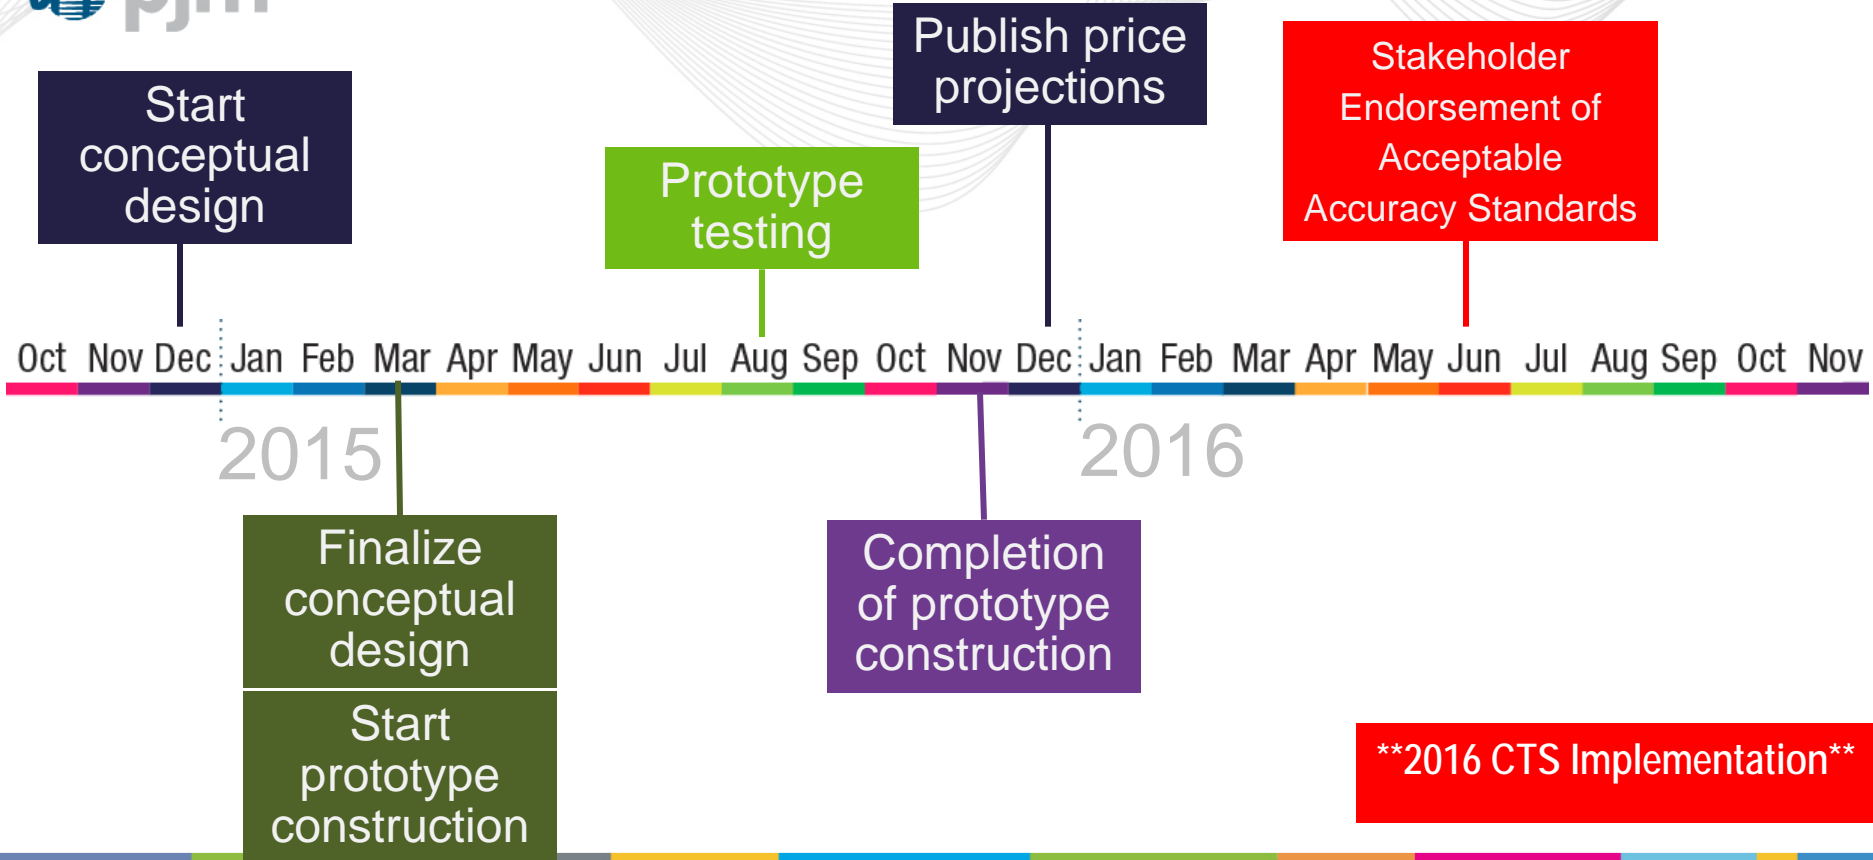 pjm
Publish price
projections
Stakeholder
Endorsement of
Acceptable
Accuracy Standards
Start
conceptual
design
Prototype
testing
Oct Nov Dec Jan Feb Mar Apr May Jun Jul Aug Sep Oct Nov Dec Jan Feb Mar Apr May Jun Jul Aug Sep Oct Nov
2015
2016
Finalize
conceptual
design
Start
prototype
construction
Completion
of prototype
construction
**2016 CTS Implementation**